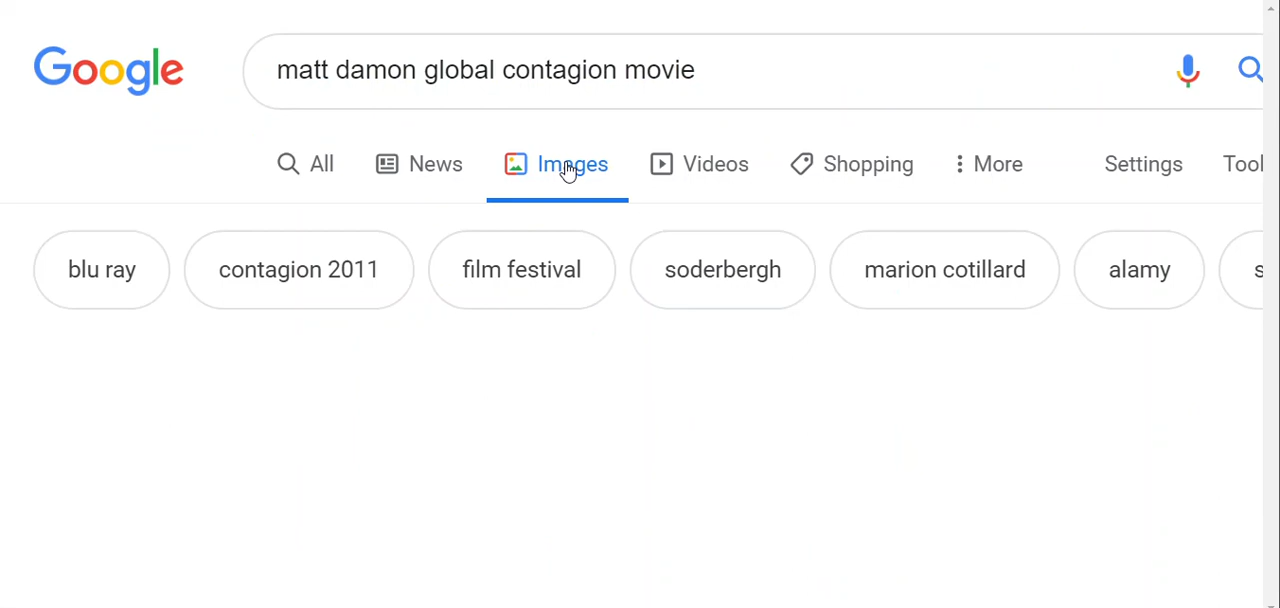 Google matt damon global contagion movie
All News Images Videos Shopping More Settings
blu ray contagion 2011 film festival soderbergh marion cotillard alamy